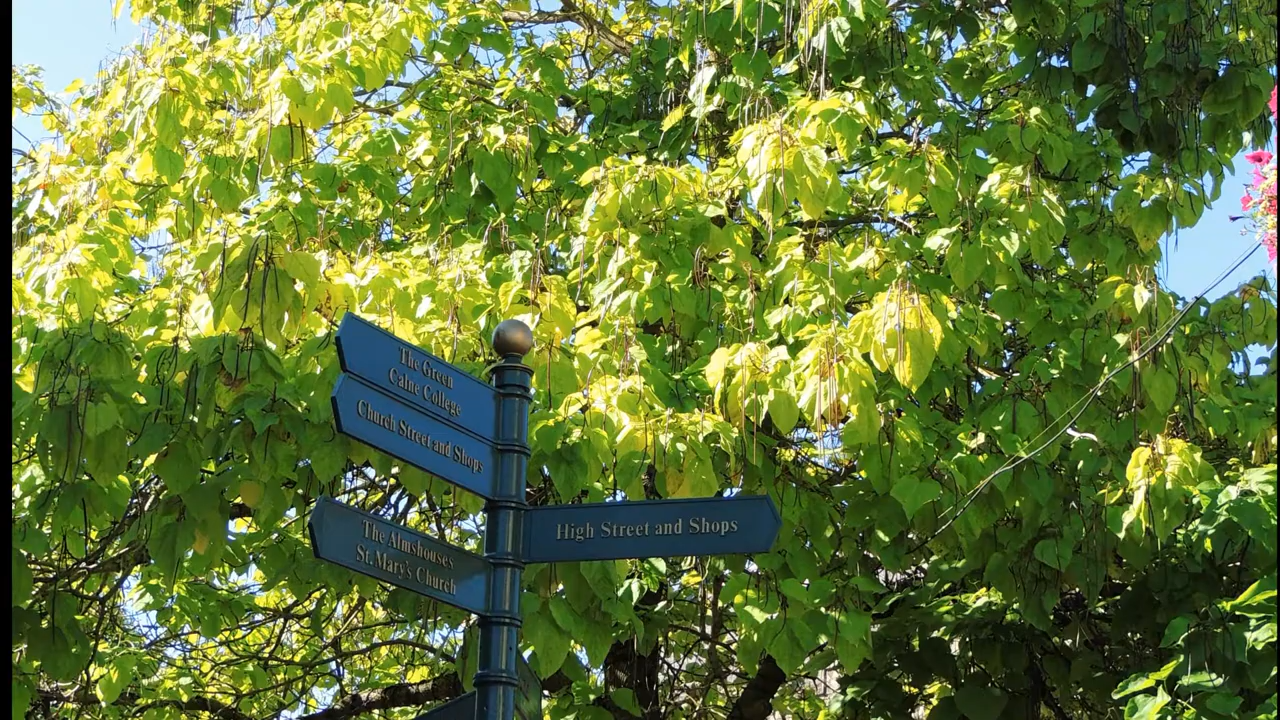 The Green
Calne College
Church Street and Shops
High Street and Shops
The Almshouses
St. Mary's Church